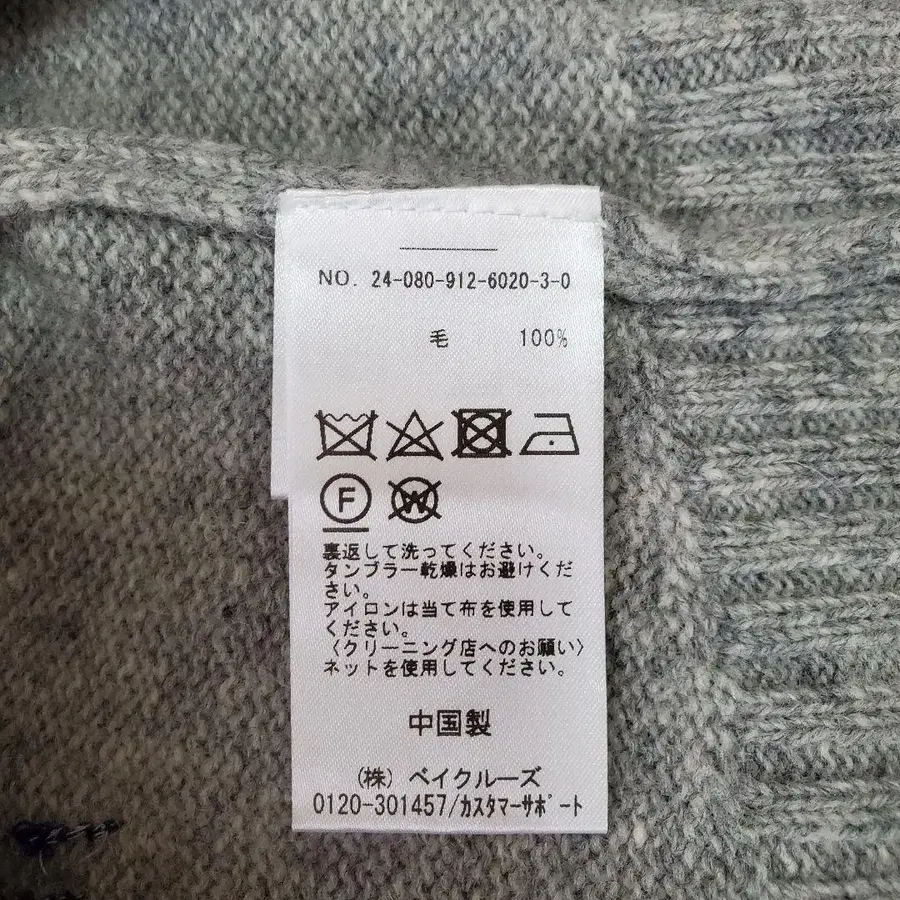 NO. 24-080-912-6020-3-0
毛 100%
F W
裏返して洗ってください。
タンブラー乾燥はお避けくだ
さい。
アイロンは当て布を使用して
ください。
〈クリーニング店へのお願い〉
ネットを使用してください。
中国製
(株) ベイクルーズ
0120-301457/カスタマーサポート